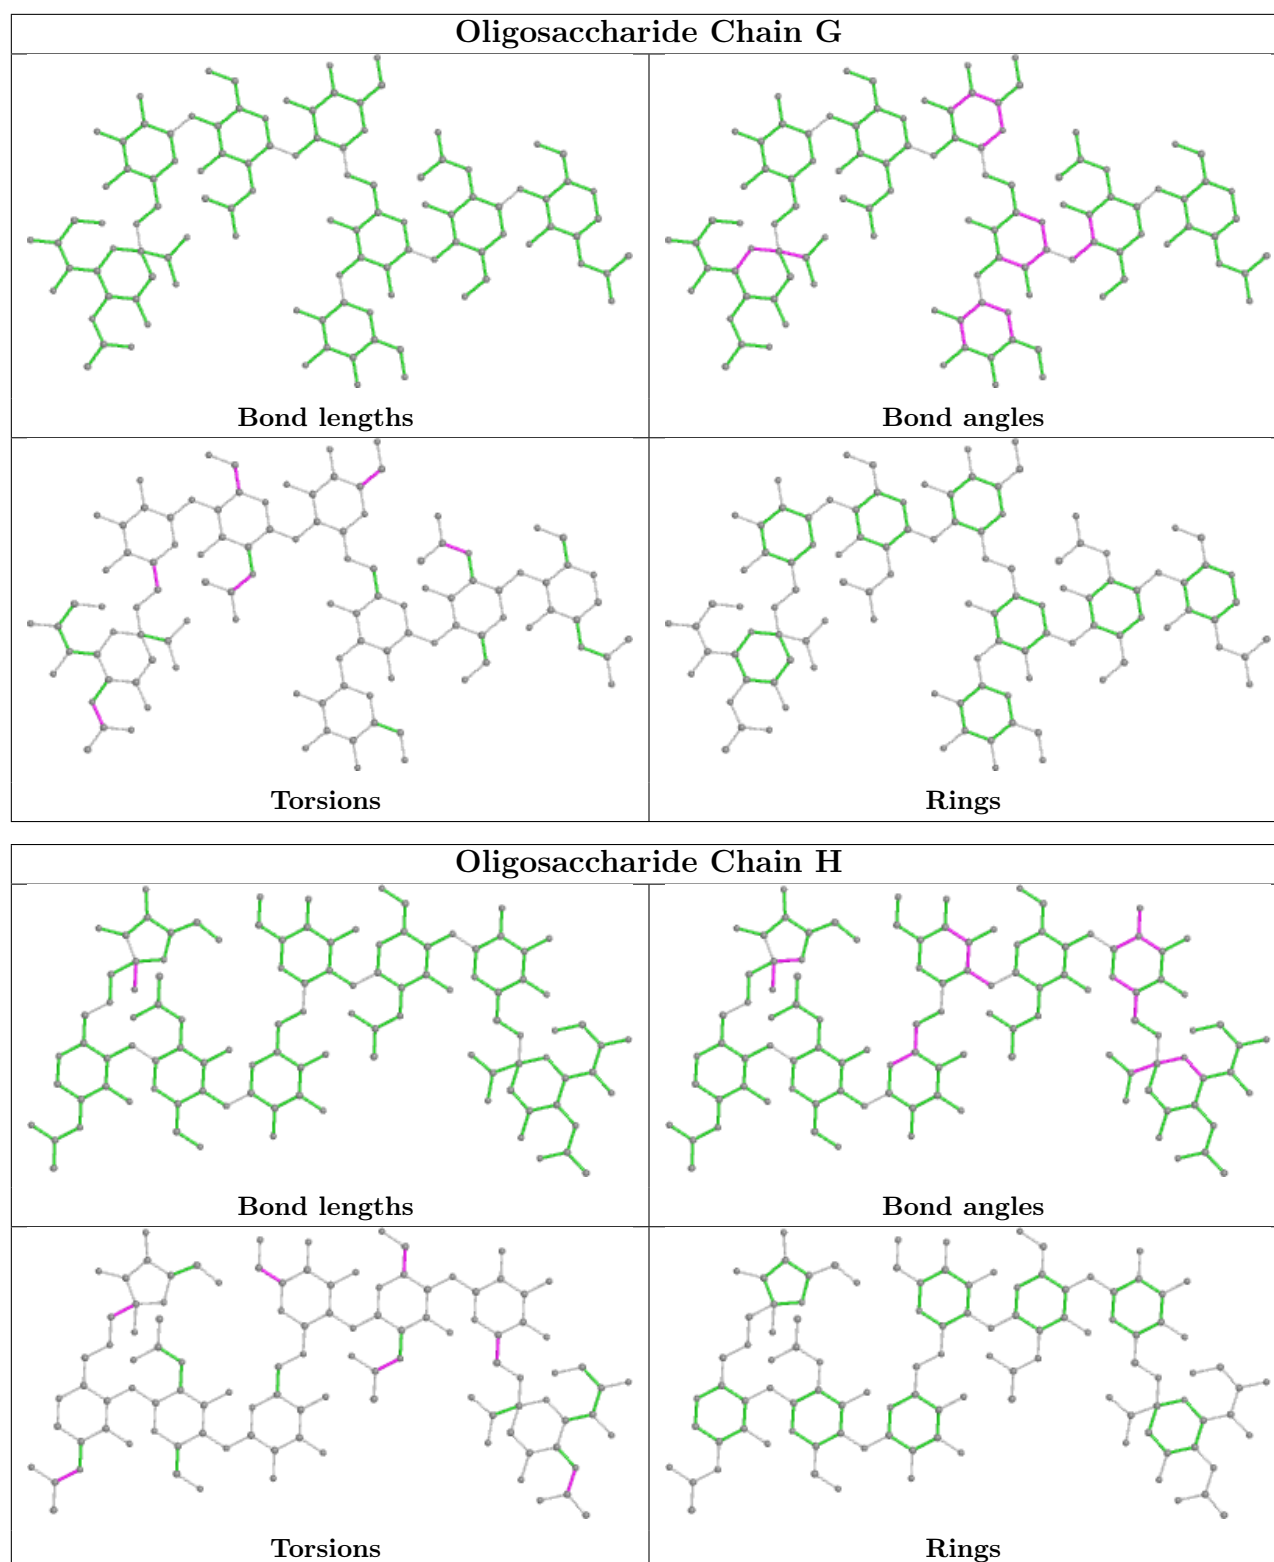 Oligosaccharide Chain G
Bond lengths
Bond angles
Torsions
Rings
Oligosaccharide Chain H
Bond lengths
Bond angles
Torsions
Rings